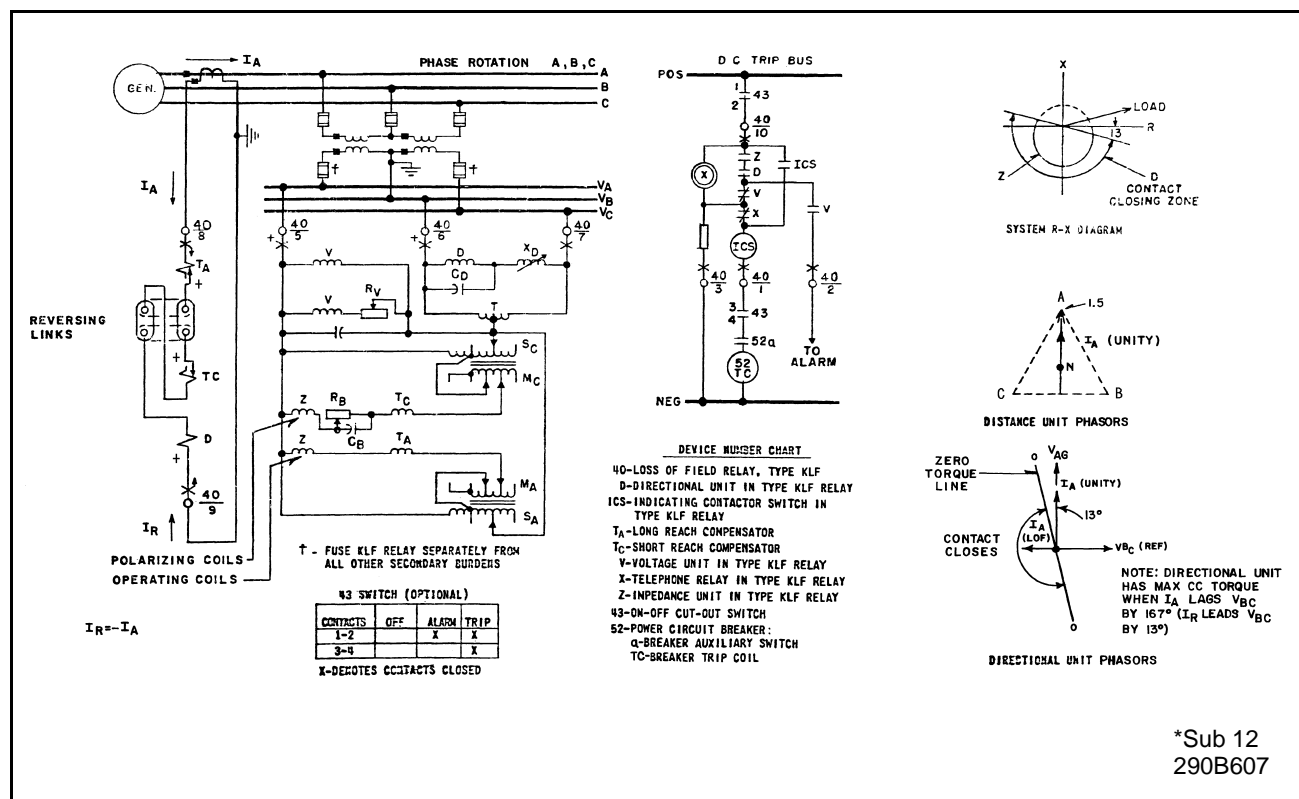 I_A
PHASE ROTATION A, B, C
GEN.
A
B
C
†
†
I_A
V_A
V_B
V_C
40/8
40/5
40/6
40/7
+
+
T_A
+
REVERSING
LINKS
+
TC
D
+
40/9
I_R
V
V
R_V
D
C_D
X_D
T
S_C
M_C
Z
R_B
C_B
T_C
Z
T_A
M_A
S_A
POLARIZING COILS
OPERATING COILS
† - FUSE KLF RELAY SEPARATELY FROM
ALL OTHER SECONDARY BURDENS
I_R=-I_A
43 SWITCH (OPTIONAL)
CONTACTS OFF ALARM TRIP
1-2 X X
3-4 X
X-DENOTES CONTACTS CLOSED
D C TRIP BUS
POS
1
2
43
40/10
X
Z
D
ICS
V
X
V
ICS
40/3
40/1
40/2
3
4
43
52a
52
TC
TO
ALARM
NEG
DEVICE NUMBER CHART
40-LOSS OF FIELD RELAY, TYPE KLF
D-DIRECTIONAL UNIT IN TYPE KLF RELAY
ICS-INDICATING CONTACTOR SWITCH IN
TYPE KLF RELAY
T_A-LONG REACH COMPENSATOR
T_C-SHORT REACH COMPENSATOR
V-VOLTAGE UNIT IN TYPE KLF RELAY
X-TELEPHONE RELAY IN TYPE KLF RELAY
Z-IMPEDANCE UNIT IN TYPE KLF RELAY
43-ON-OFF CUT-OUT SWITCH
52-POWER CIRCUIT BREAKER:
a-BREAKER AUXILIARY SWITCH
TC-BREAKER TRIP COIL
X
LOAD
R
13
Z
D
CONTACT
CLOSING ZONE
SYSTEM R-X DIAGRAM
A
1.5
I_A (UNITY)
N
C
B
DISTANCE UNIT PHASORS
O
V_AG
ZERO
TORQUE
LINE
I_A (UNITY)
13°
I_A
(LOF)
CONTACT
CLOSES
V_BC (REF)
O
NOTE: DIRECTIONAL UNIT
HAS MAX CC TORQUE
WHEN I_A LAGS V_BC
BY 167° (I_R LEADS V_BC
BY 13°)
DIRECTIONAL UNIT PHASORS
*Sub 12
290B607